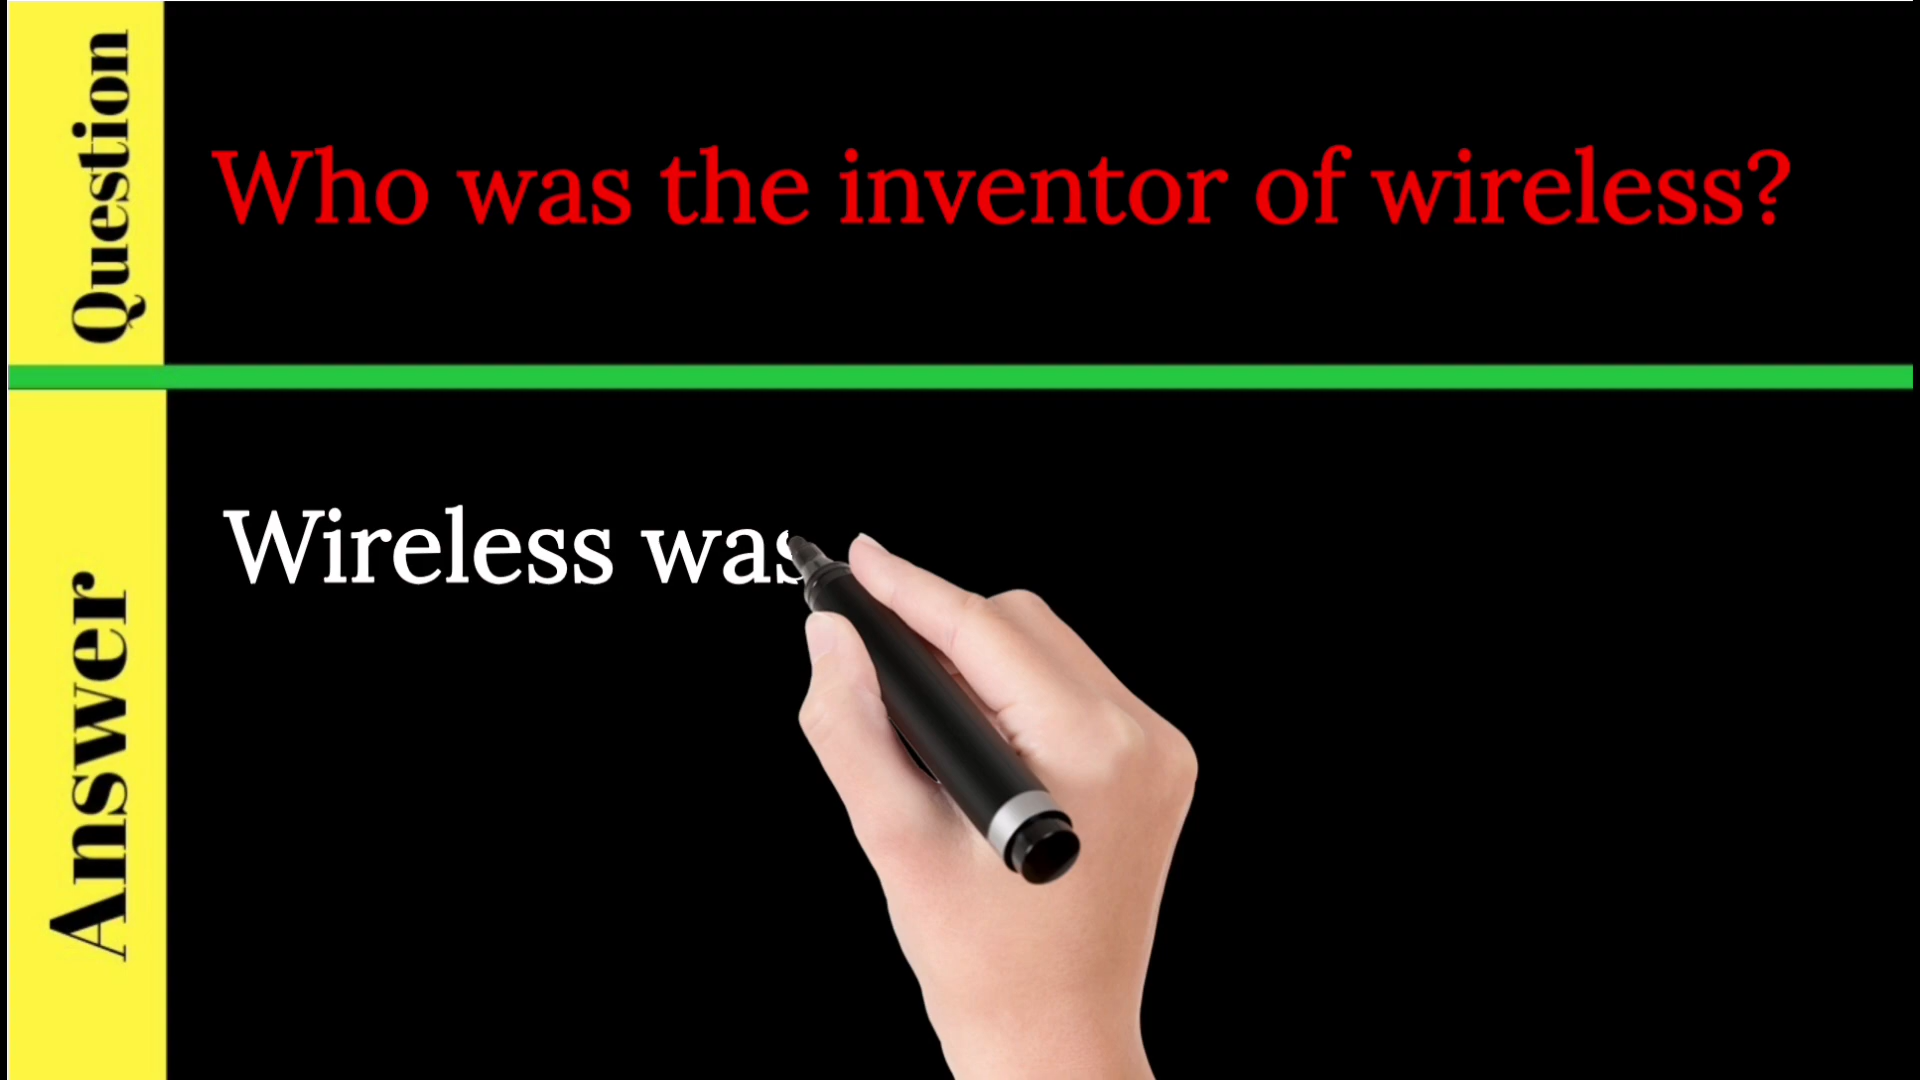 Question
Who was the inventor of wireless?
Answer
Wireless was